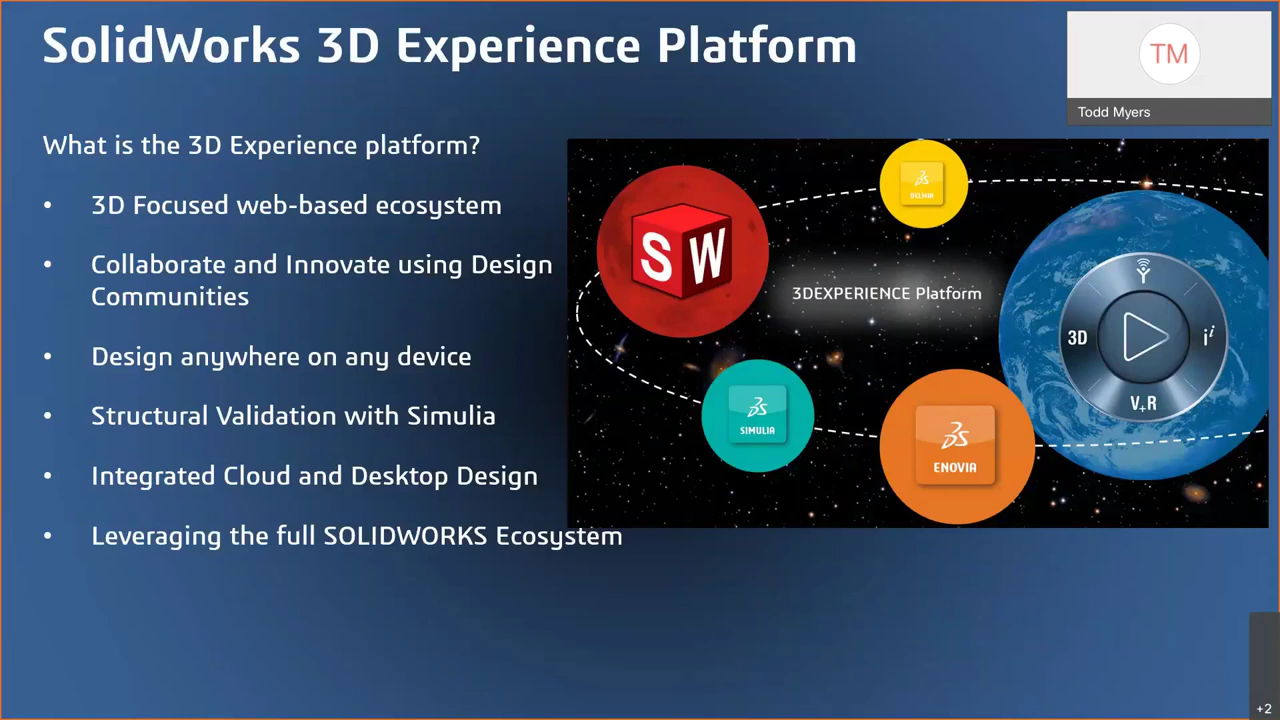 SolidWorks 3D Experience Platform
TM
Todd Myers
What is the 3D Experience platform?
• 3D Focused web-based ecosystem
• Collaborate and Innovate using Design
Communities
• Design anywhere on any device
• Structural Validation with Simulia
• Integrated Cloud and Desktop Design
• Leveraging the full SOLIDWORKS Ecosystem
DELMIA
SW
3DEXPERIENCE Platform
3D
i
V+R
SIMULIA
ENOVIA
+2